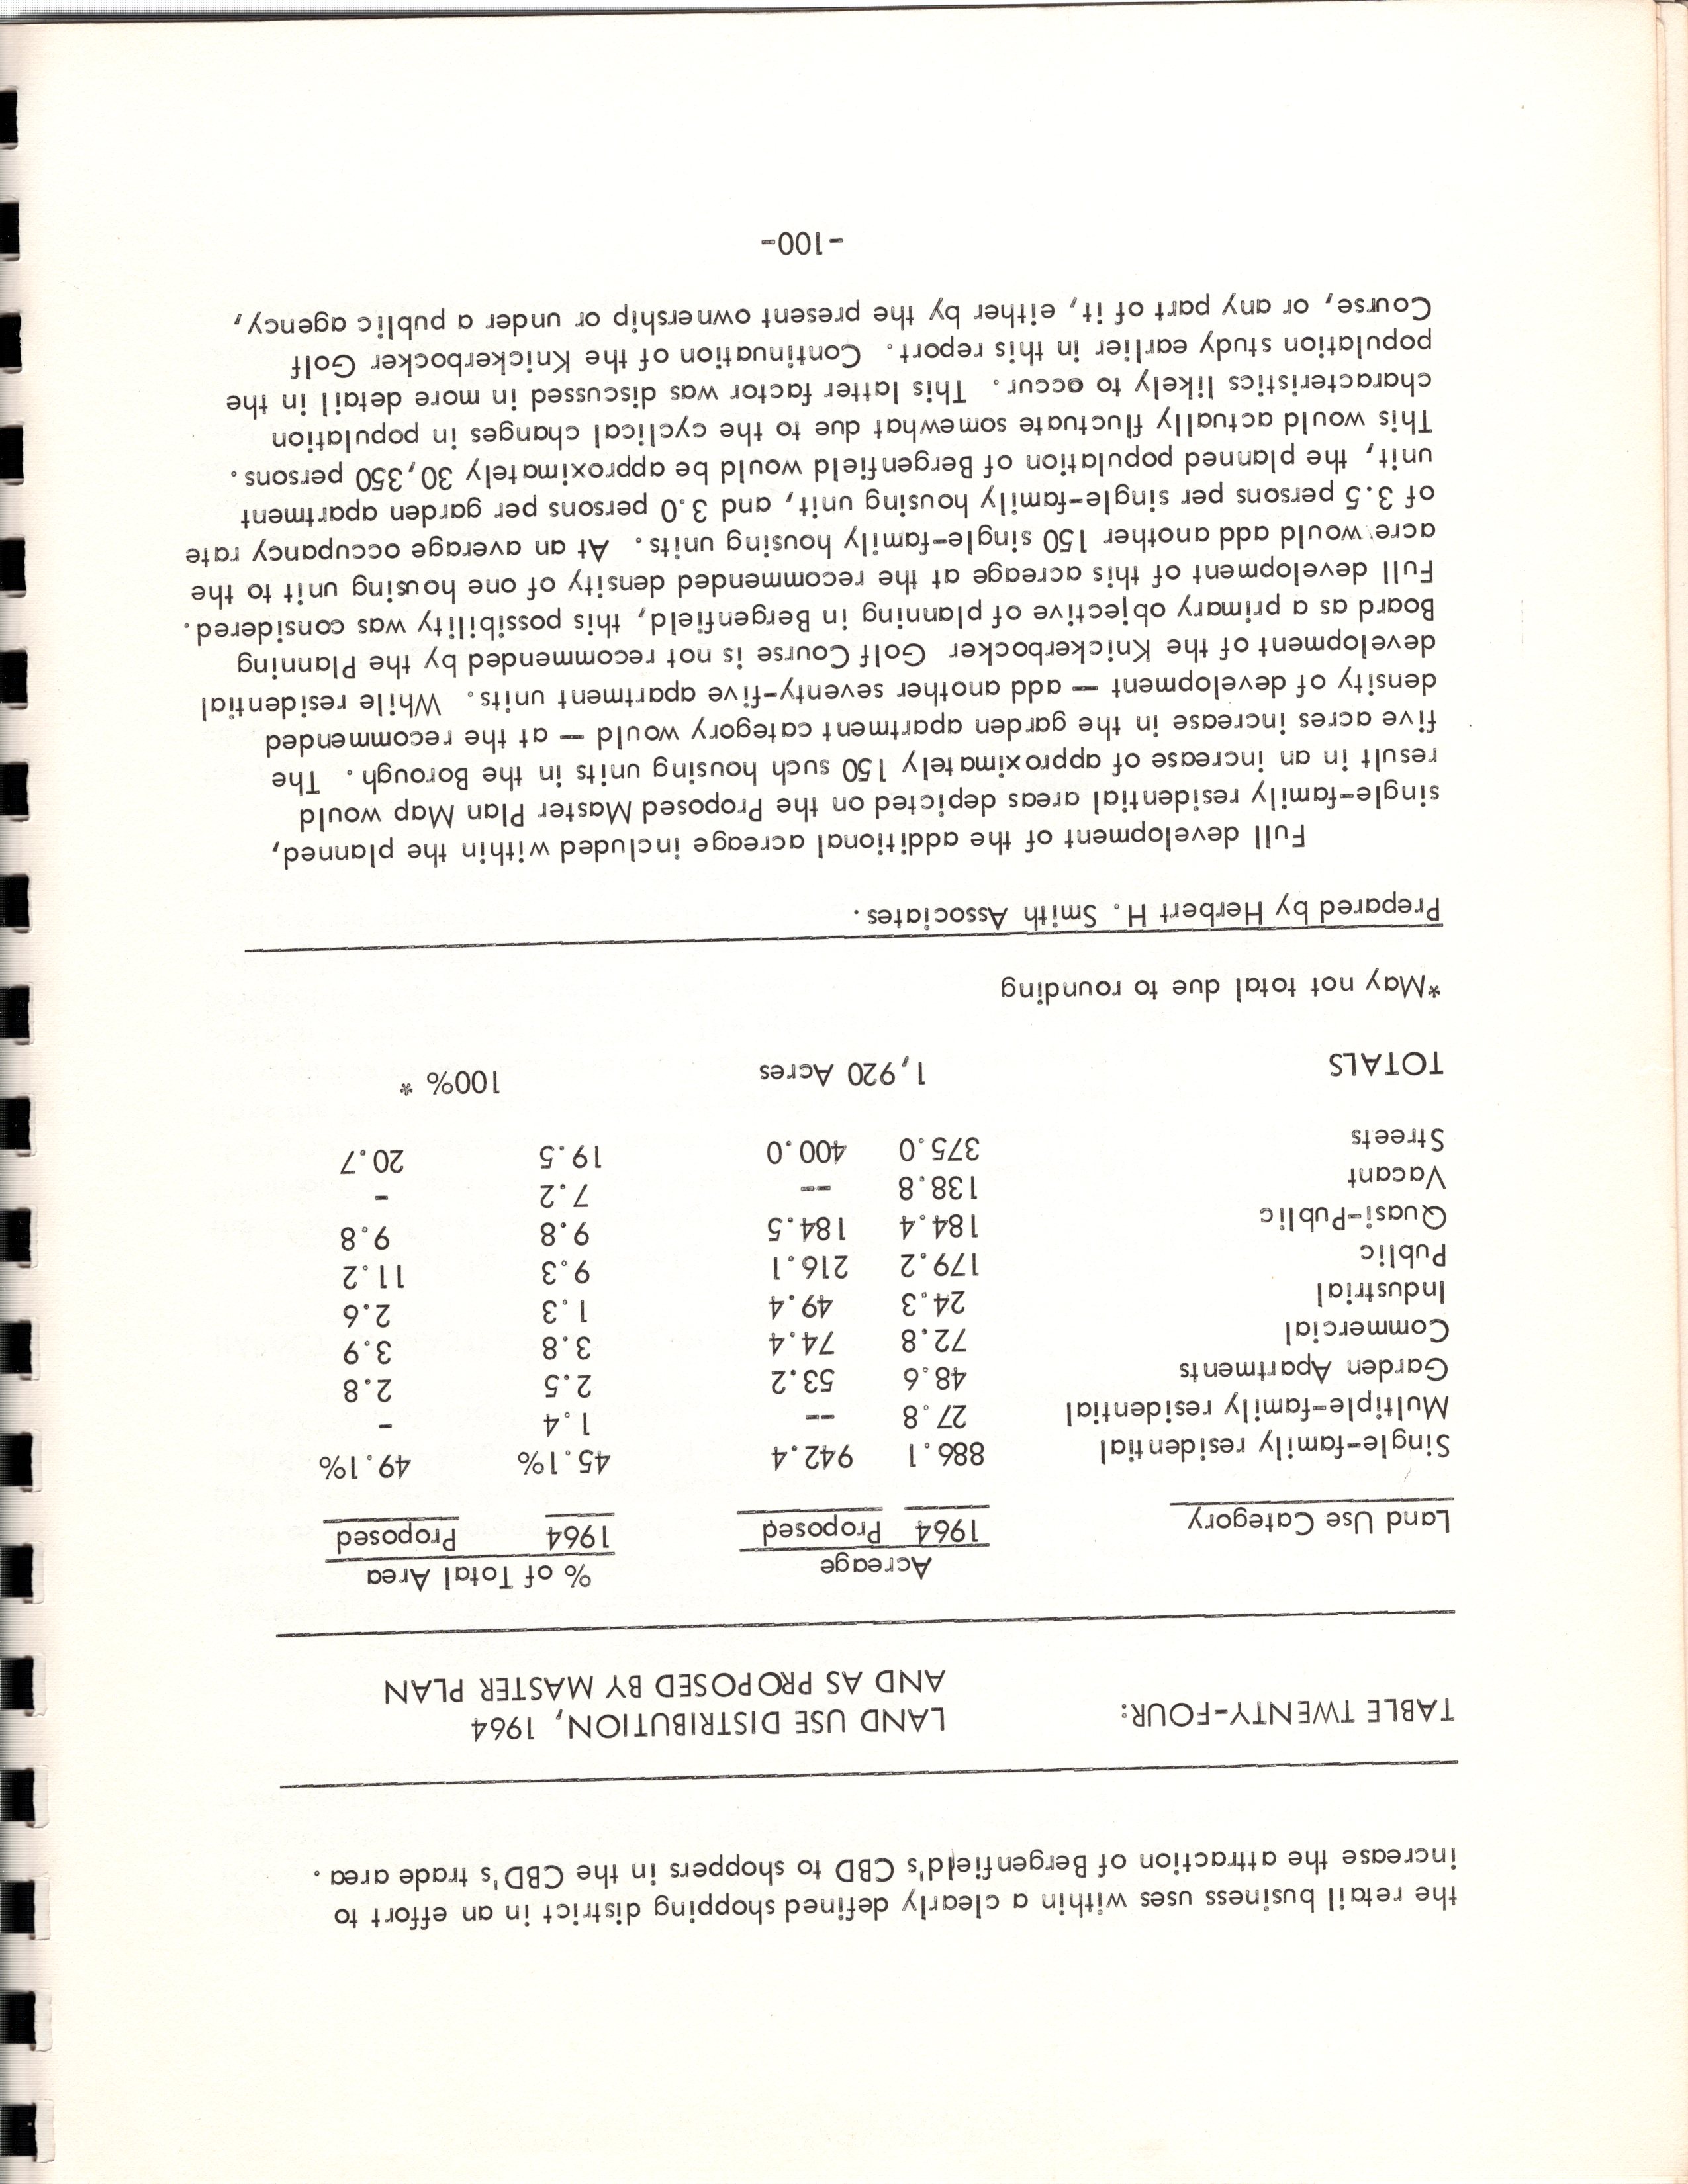 the retail business uses within a clearly defined shopping district in an effort to
increase the attraction of Bergenfield's CBD to shoppers in the CBD's trade area.
TABLE TWENTY-FOUR: LAND USE DISTRIBUTION, 1964
AND AS PROPOSED BY MASTER PLAN
Acreage % of Total Area
Land Use Category 1964 Proposed 1964 Proposed
Single-family residential 886.1 942.4 45.1% 49.1%
Multiple-family residential 27.8 -- 1.4 -
Garden Apartments 48.6 53.2 2.5 2.8
Commercial 72.8 74.4 3.8 3.9
Industrial 24.3 49.4 1.3 2.6
Public 179.2 216.1 9.3 11.2
Quasi-Public 184.4 184.5 9.8 9.8
Vacant 138.8 -- 7.2 -
Streets 375.0 400.0 19.5 20.7
TOTALS 1,920 Acres 100% *
*May not total due to rounding
Prepared by Herbert H. Smith Associates.
Full development of the additional acreage included within the planned,
single-family residential areas depicted on the Proposed Master Plan Map would
result in an increase of approximately 150 such housing units in the Borough. The
five acres increase in the garden apartment category would — at the recommended
density of development — add another seventy-five apartment units. While residential
development of the Knickerbocker Golf Course is not recommended by the Planning
Board as a primary objective of planning in Bergenfield, this possibility was considered.
Full development of this acreage at the recommended density of one housing unit to the
acre would add another 150 single-family housing units. At an average occupancy rate
of 3.5 persons per single-family housing unit, and 3.0 persons per garden apartment
unit, the planned population of Bergenfield would be approximately 30,350 persons.
This would actually fluctuate somewhat due to the cyclical changes in population
characteristics likely to occur. This latter factor was discussed in more detail in the
population study earlier in this report. Continuation of the Knickerbocker Golf
Course, or any part of it, either by the present ownership or under a public agency,
-100-